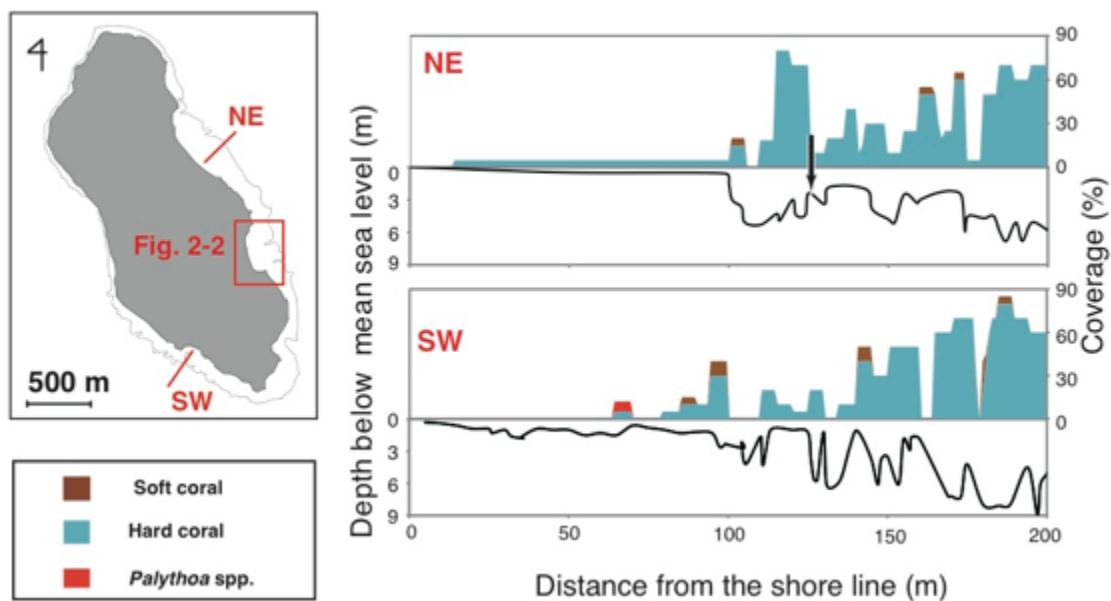 NE
Fig. 2-2
500 m
SW
Soft coral
Hard coral
Palythoa spp.
Depth below mean sea level (m)
NE
0
3
6
9
90
60
30
0
Coverage (%)
SW
0
3
6
9
90
60
30
0
0
50
100
150
200
Distance from the shore line (m)